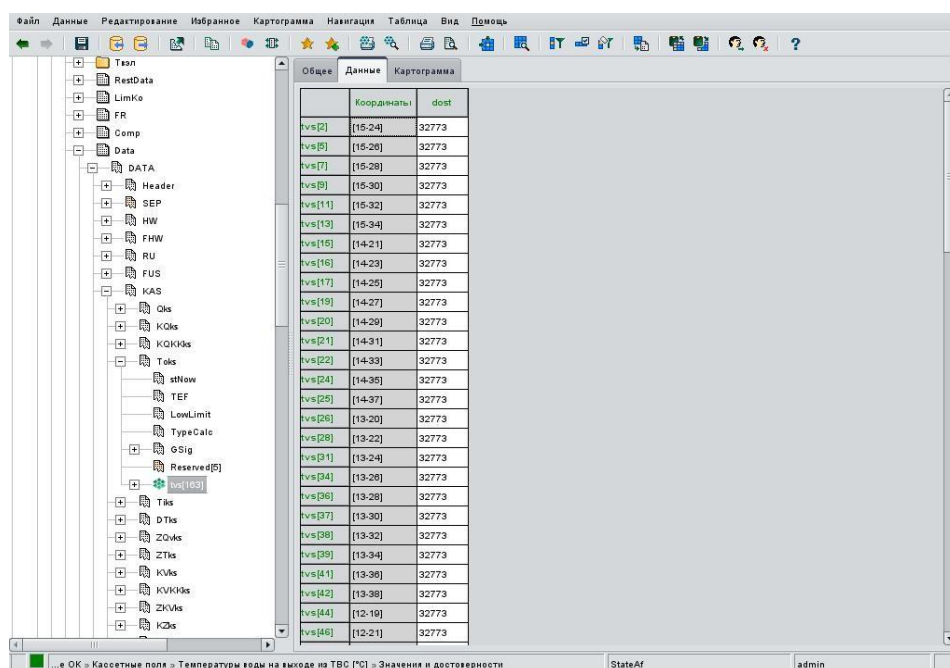 Файл Данные Редактирование Избранное Картограмма Навигация Таблица Вид Помощь
Твэл
RestData
LimKo
FR
Comp
Data
DATA
Header
SEP
HW
FHW
RU
FUS
KAS
Qks
KQks
KQKKks
Toks
stNow
TEF
LowLimit
TypeCalc
GSig
Reserved[5]
tvs[163]
Tiks
DTks
ZQvks
ZTks
KVks
KVKKks
ZKVks
KZks
Общее Данные Картограмма
Координаты dost
tvs[2] [15-24] 32773
tvs[5] [15-26] 32773
tvs[7] [15-28] 32773
tvs[9] [15-30] 32773
tvs[11] [15-32] 32773
tvs[13] [15-34] 32773
tvs[15] [14-21] 32773
tvs[16] [14-23] 32773
tvs[17] [14-25] 32773
tvs[19] [14-27] 32773
tvs[20] [14-29] 32773
tvs[21] [14-31] 32773
tvs[22] [14-33] 32773
tvs[24] [14-35] 32773
tvs[25] [14-37] 32773
tvs[26] [13-20] 32773
tvs[28] [13-22] 32773
tvs[31] [13-24] 32773
tvs[34] [13-26] 32773
tvs[36] [13-28] 32773
tvs[37] [13-30] 32773
tvs[38] [13-32] 32773
tvs[39] [13-34] 32773
tvs[41] [13-36] 32773
tvs[42] [13-38] 32773
tvs[44] [12-19] 32773
tvs[46] [12-21] 32773
...е ОК » Кассетные поля » Температуры воды на выходе из ТВС [°C] » Значения и достоверности StateAf admin